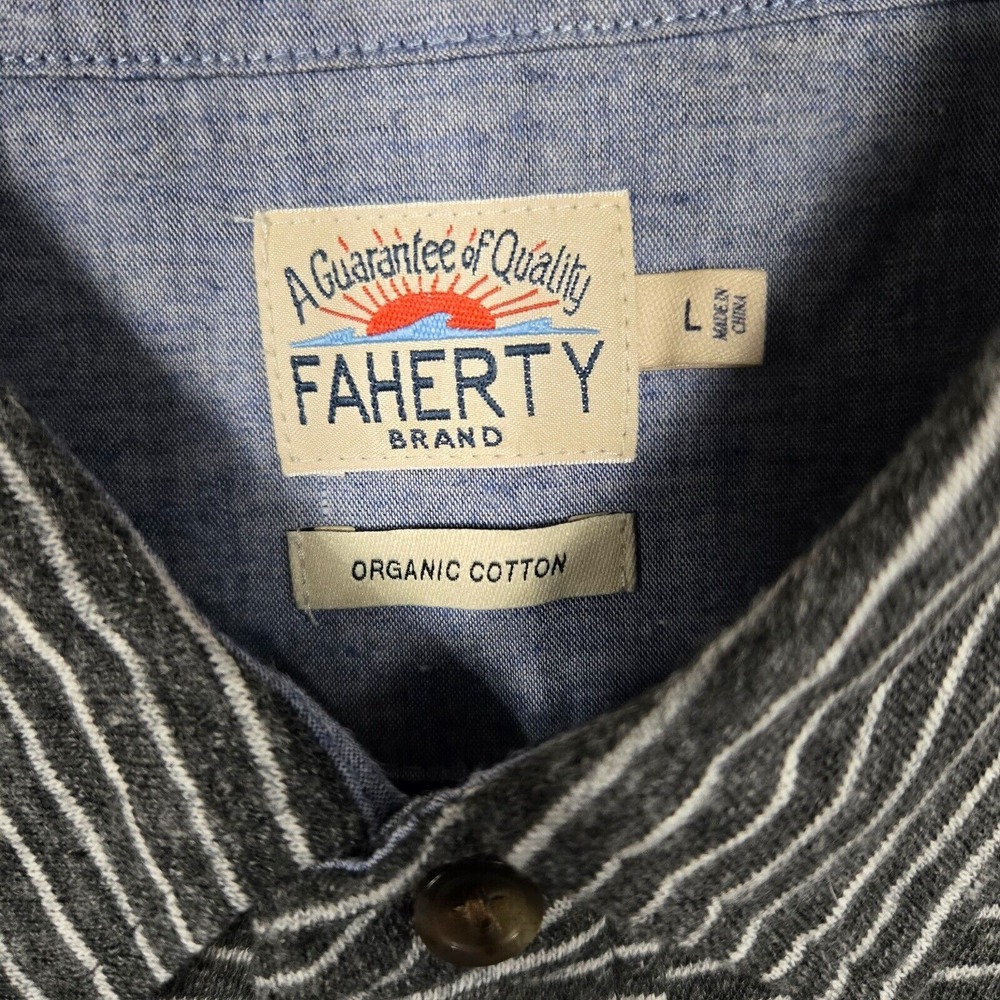 A Guarantee of Quality
FAHERTY
BRAND
L
MADE IN
CHINA
ORGANIC COTTON